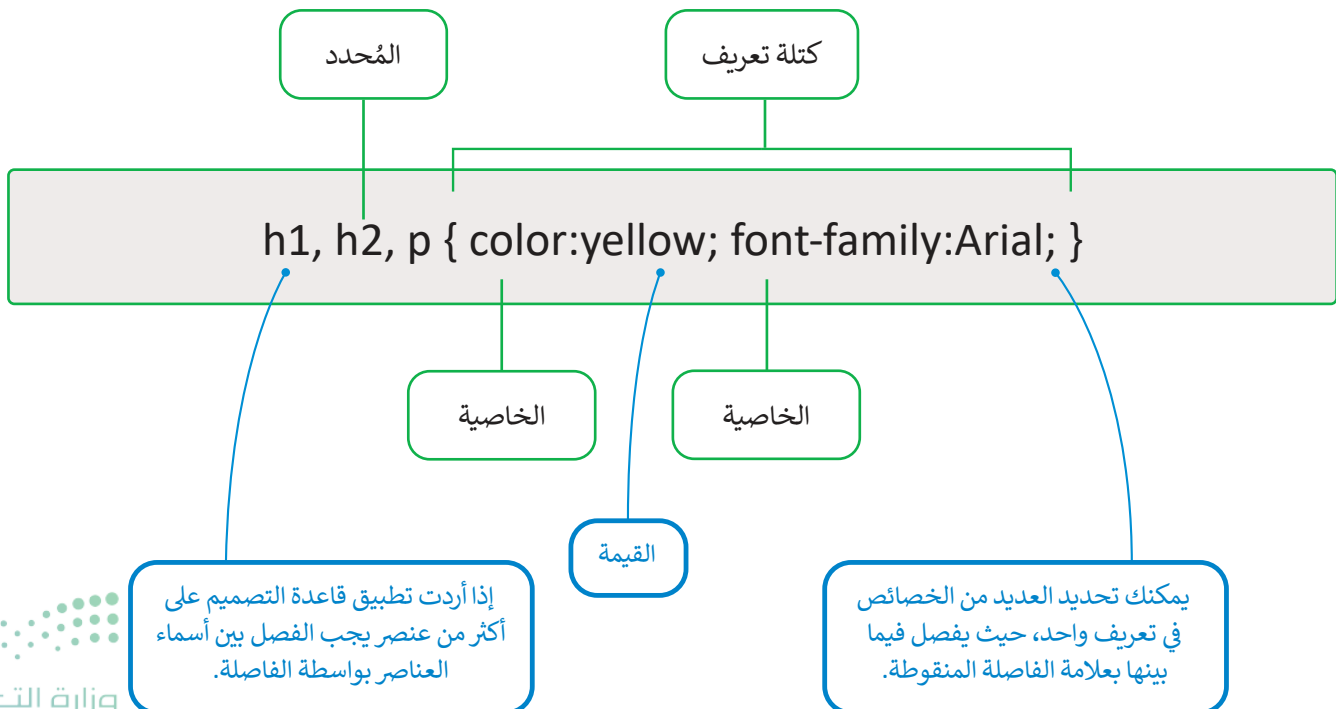 كتلة تعريف
المُحدد
h1, h2, p { color:yellow; font-family:Arial; }
الخاصية
الخاصية
القيمة
يمكنك تحديد العديد من الخصائص
في تعريف واحد، حيث يفصل فيما
بينها بعلامة الفاصلة المنقوطة.
إذا أردت تطبيق قاعدة التصميم على
أكثر من عنصر يجب الفصل بين أسماء
العناصر بواسطة الفاصلة.
وزارة